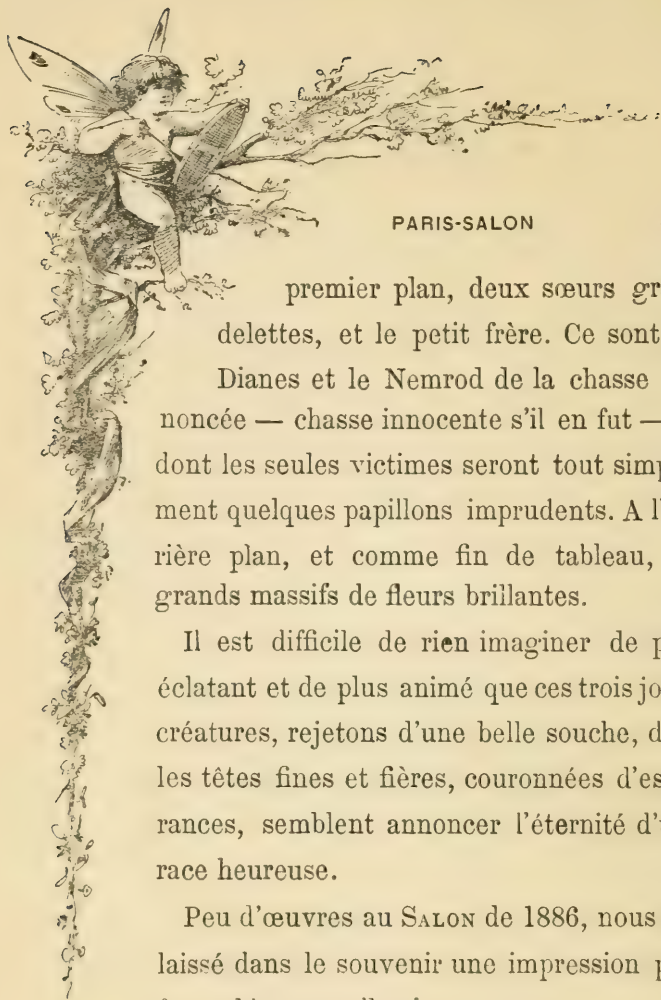 PARIS-SALON
premier plan, deux sœurs gr
delettes, et le petit frère. Ce sont
Dianes et le Nemrod de la chasse
noncée — chasse innocente s'il en fut —
dont les seules victimes seront tout simp
ment quelques papillons imprudents. A l'
rière plan, et comme fin de tableau,
grands massifs de fleurs brillantes.
Il est difficile de rien imaginer de p
éclatant et de plus animé que ces trois jo
créatures, rejetons d'une belle souche, d
les têtes fines et fières, couronnées d'es
rances, semblent annoncer l'éternité d'u
race heureuse.
Peu d'œuvres au SALON de 1886, nous
laissé dans le souvenir une impression p